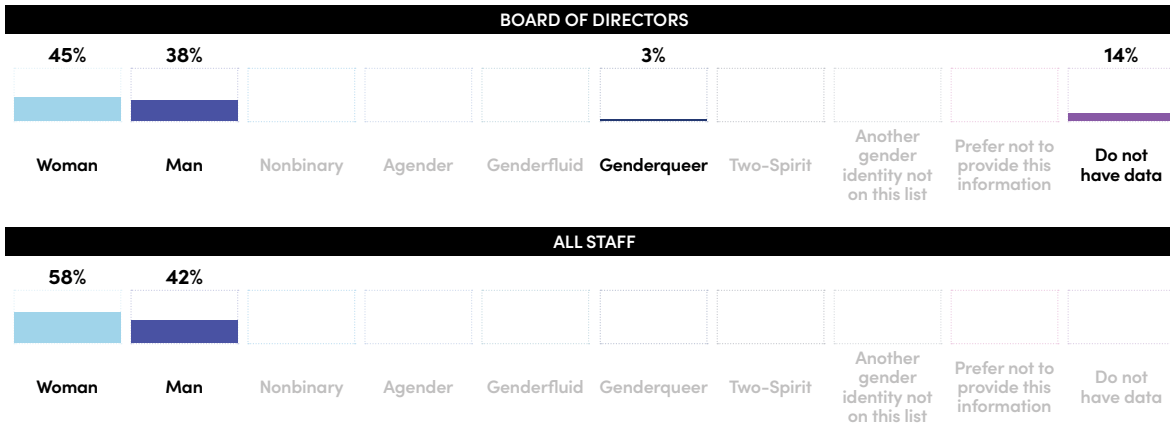 BOARD OF DIRECTORS
45% 38% 3% 14%
Woman Man Nonbinary Agender Genderfluid Genderqueer Two-Spirit Another gender identity not on this list Prefer not to provide this information Do not have data
ALL STAFF
58% 42%
Woman Man Nonbinary Agender Genderfluid Genderqueer Two-Spirit Another gender identity not on this list Prefer not to provide this information Do not have data